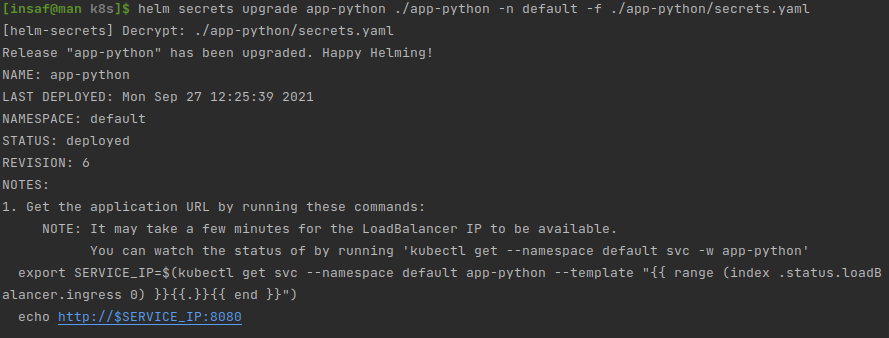 [insaf@man k8s]$ helm secrets upgrade app-python ./app-python -n default -f ./app-python/secrets.yaml
[helm-secrets] Decrypt: ./app-python/secrets.yaml
Release "app-python" has been upgraded. Happy Helming!
NAME: app-python
LAST DEPLOYED: Mon Sep 27 12:25:39 2021
NAMESPACE: default
STATUS: deployed
REVISION: 6
NOTES:
1. Get the application URL by running these commands:
     NOTE: It may take a few minutes for the LoadBalancer IP to be available.
           You can watch the status of by running 'kubectl get --namespace default svc -w app-python'
  export SERVICE_IP=$(kubectl get svc --namespace default app-python --template "{{ range (index .status.loadB
alancer.ingress 0) }}{{.}}{{ end }}")
  echo http://$SERVICE_IP:8080